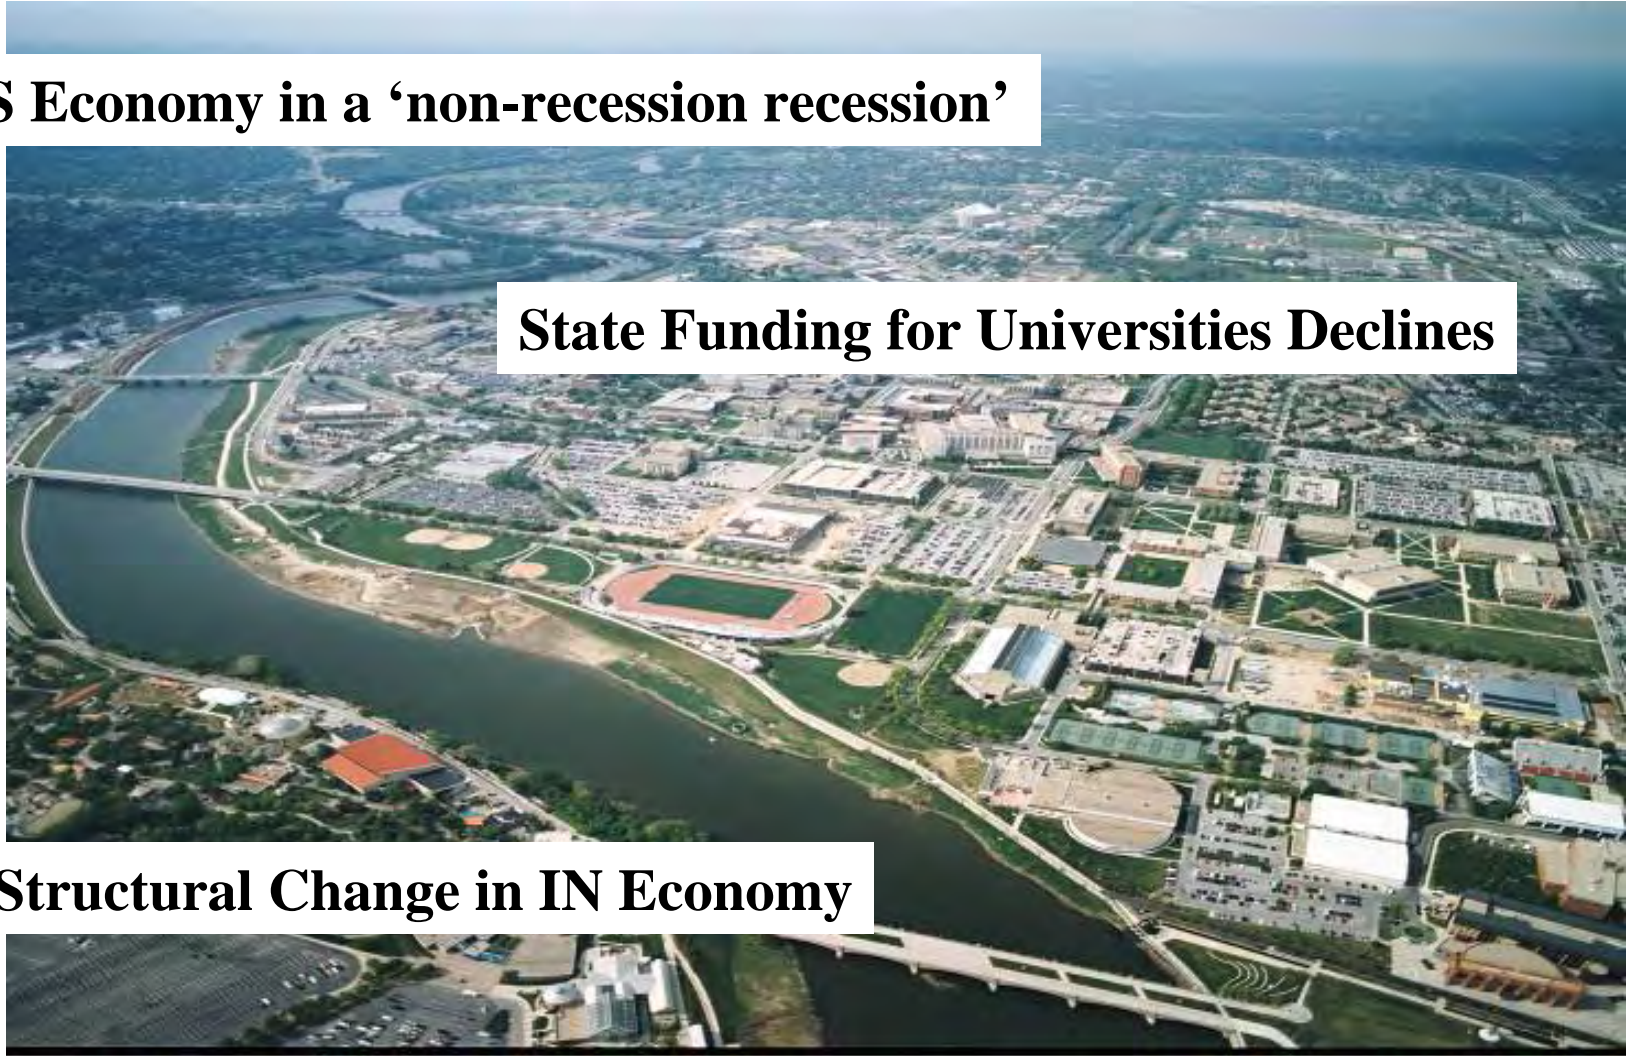 S Economy in a ‘non-recession recession’
State Funding for Universities Declines
Structural Change in IN Economy